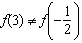 f(3) ≠ f(-1/2)